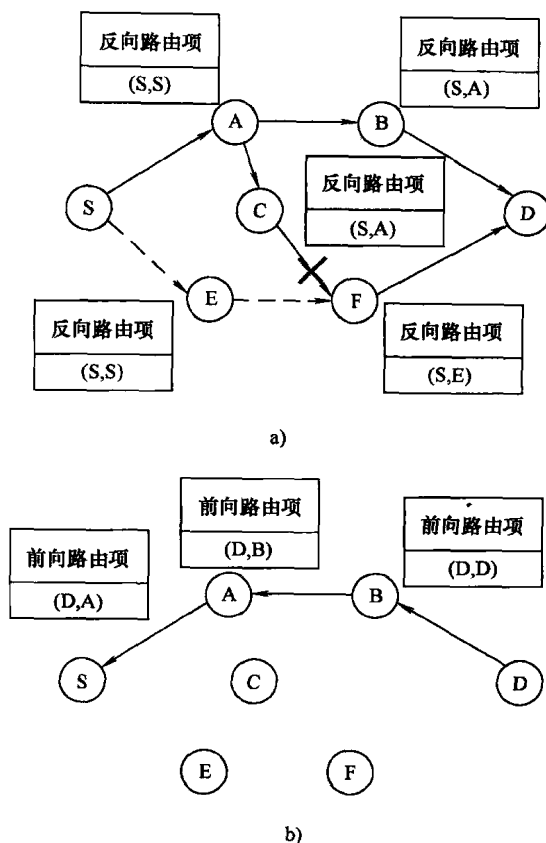 反向路由项
(S,S)
反向路由项
(S,A)
A
B
反向路由项
(S,A)
S
C
D
E
F
反向路由项
(S,S)
反向路由项
(S,E)
a)
前向路由项
(D,B)
前向路由项
(D,A)
前向路由项
(D,D)
A
B
S
C
D
E
F
b)